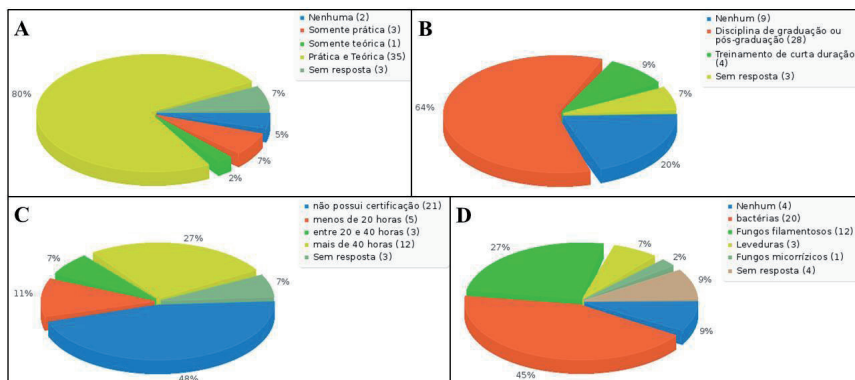 A
Nenhuma (2)
Somente prática (3)
Somente teórica (1)
Prática e Teórica (35)
Sem resposta (3)
80%
7%
5%
7%
2%
B
Nenhum (9)
Disciplina de graduação ou
pós-graduação (28)
Treinamento de curta duração
(4)
Sem resposta (3)
9%
7%
64%
20%
C
não possui certificação (21)
menos de 20 horas (5)
entre 20 e 40 horas (3)
mais de 40 horas (12)
Sem resposta (3)
27%
7%
7%
11%
48%
D
Nenhum (4)
bactérias (20)
Fungos filamentosos (12)
Leveduras (3)
Fungos micorrízicos (1)
Sem resposta (4)
27%
7%
2%
9%
9%
45%